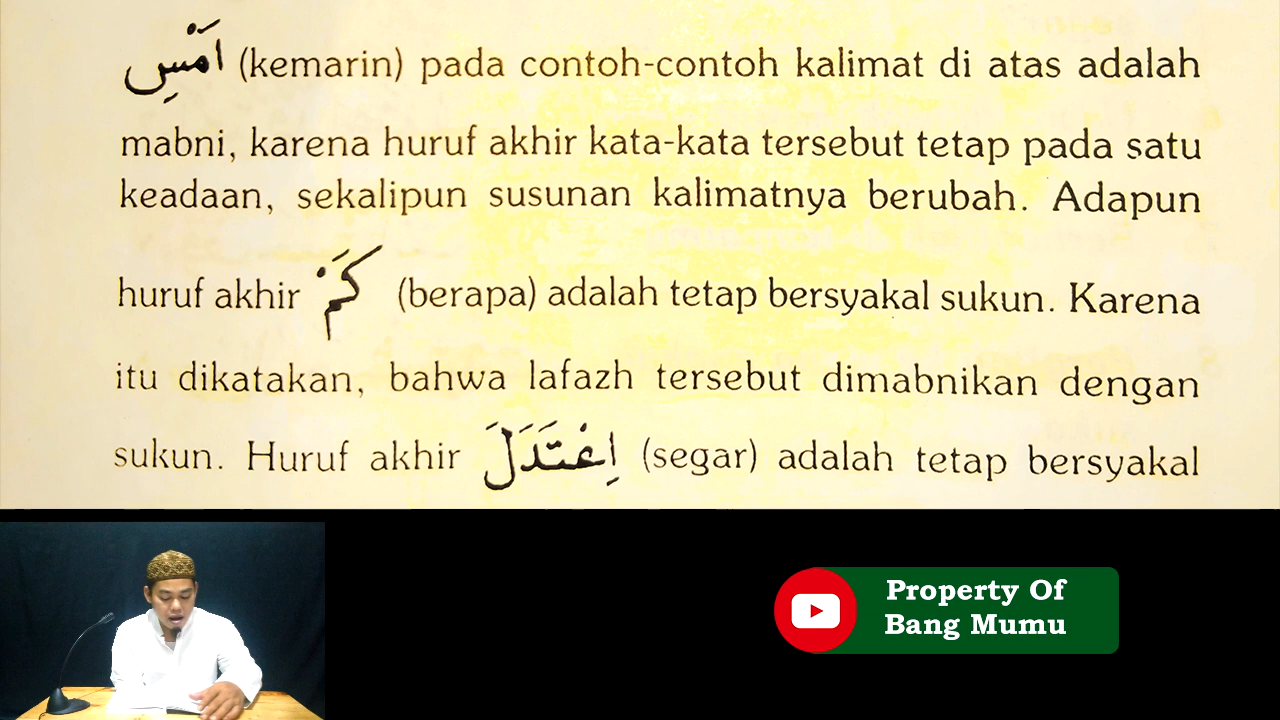 اَمْسِ (kemarin) pada contoh-contoh kalimat di atas adalah
mabni, karena huruf akhir kata-kata tersebut tetap pada satu
keadaan, sekalipun susunan kalimatnya berubah. Adapun
huruf akhir كَمْ (berapa) adalah tetap bersyakal sukun. Karena
itu dikatakan, bahwa lafazh tersebut dimabnikan dengan
sukun. Huruf akhir اِعْتَدَلَ (segar) adalah tetap bersyakal
Property Of
Bang Mumu